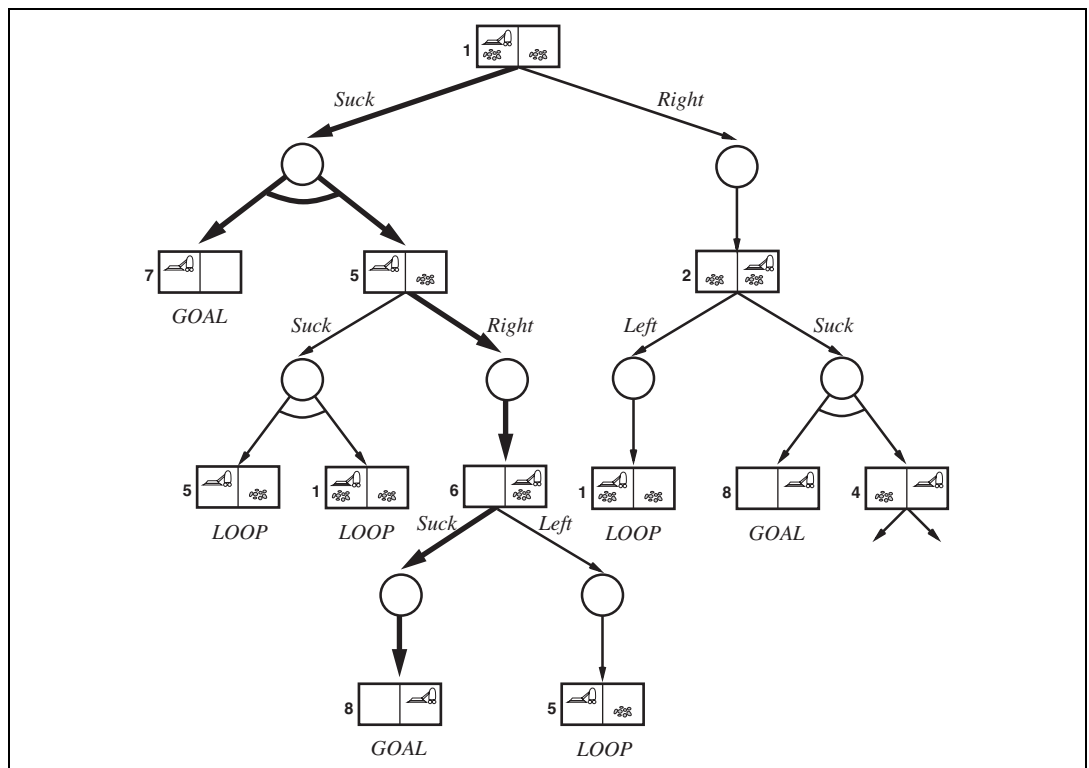 1
Suck Right
7 5 2
GOAL
Suck Right Left Suck
5 1 6 1 8 4
LOOP LOOP LOOP GOAL
Suck Left
8 5
GOAL LOOP